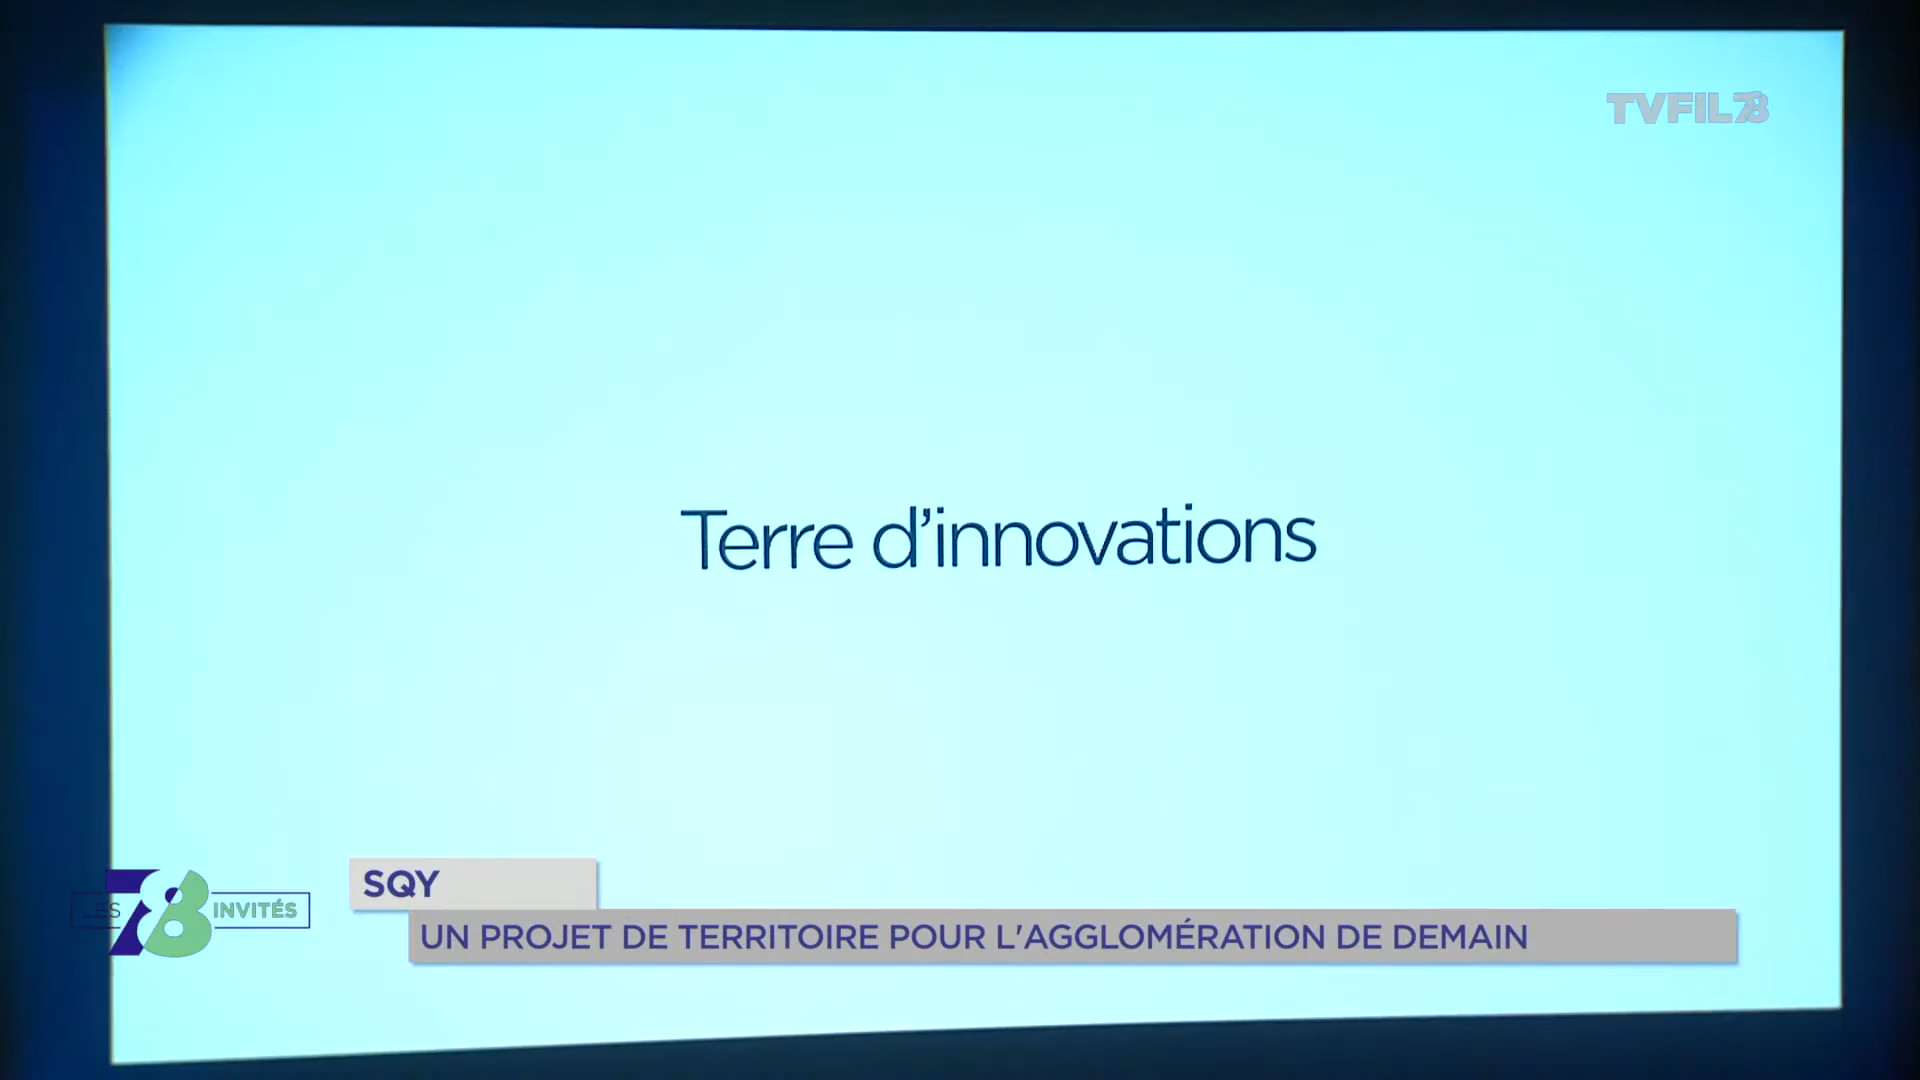 TVFIL78
Terre d'innovations
SQY
LES 78 INVITÉS
UN PROJET DE TERRITOIRE POUR L'AGGLOMÉRATION DE DEMAIN